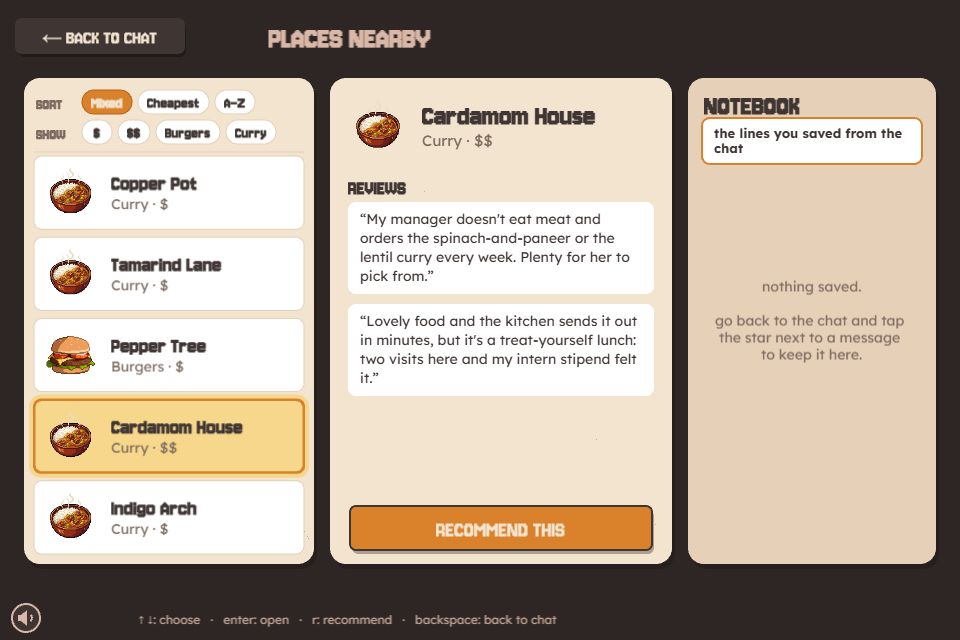 ← BACK TO CHAT
PLACES NEARBY
SORT
Mixed
Cheapest
A-Z
SHOW
$
$$
Burgers
Curry
Copper Pot
Curry · $
Tamarind Lane
Curry · $
Pepper Tree
Burgers · $
Cardamom House
Curry · $$
Indigo Arch
Curry · $
Cardamom House
Curry · $$
REVIEWS
“My manager doesn't eat meat and
orders the spinach-and-paneer or the
lentil curry every week. Plenty for her to
pick from.”
“Lovely food and the kitchen sends it out
in minutes, but it's a treat-yourself lunch:
two visits here and my intern stipend felt
it.”
RECOMMEND THIS
NOTEBOOK
the lines you saved from the
chat
nothing saved.
go back to the chat and tap
the star next to a message
to keep it here.
↑ ↓: choose · enter: open · r: recommend · backspace: back to chat